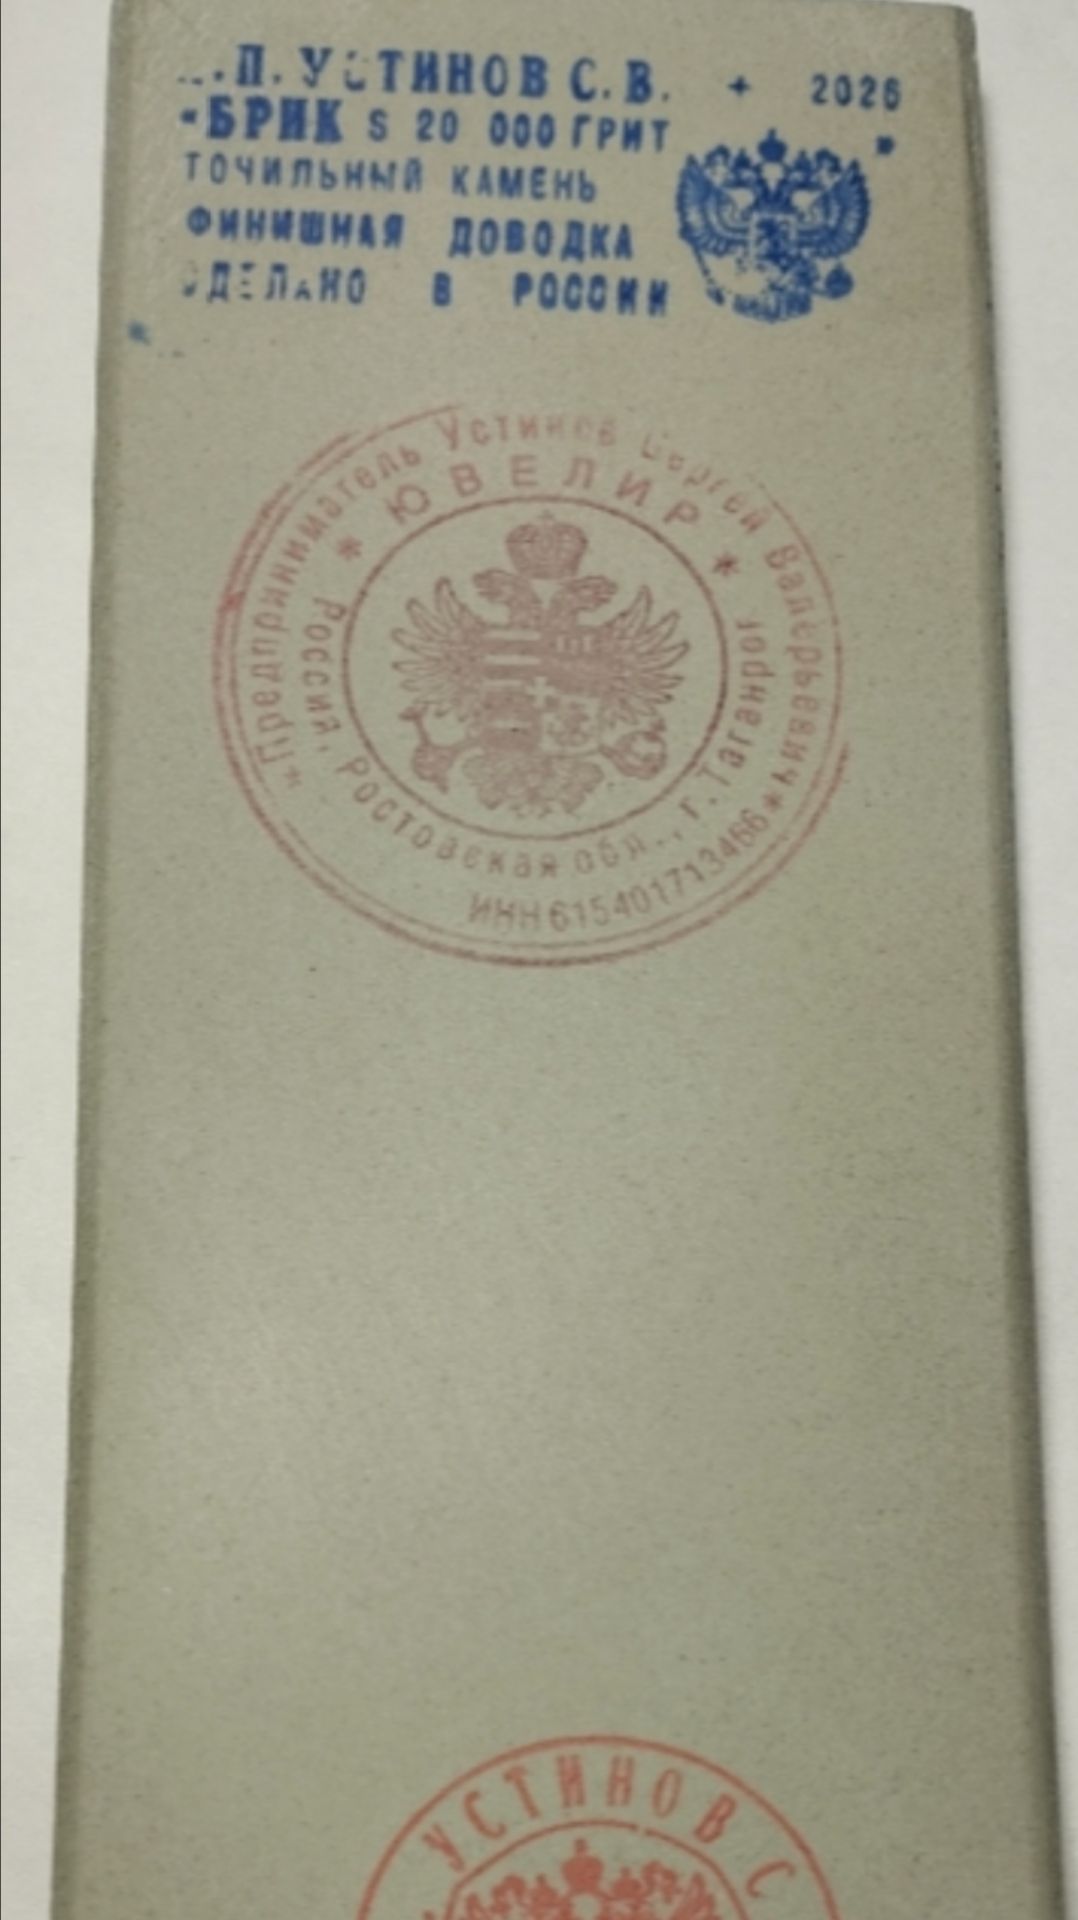 .П. УСТИНОВ С. В. + 2026
«БРИК S 20 000 ГРИТ »
ТОЧИЛЬНЫЙ КАМЕНЬ
ФИНИШНАЯ ДОВОДКА
СДЕЛАНО В РОССИИ
*Предприниматель Устинов Сергей Валерьевич*
* ЮВЕЛИР *
Россия, Ростовская обл., г. Таганрог
ИНН 615401713466
УСТИНОВ С